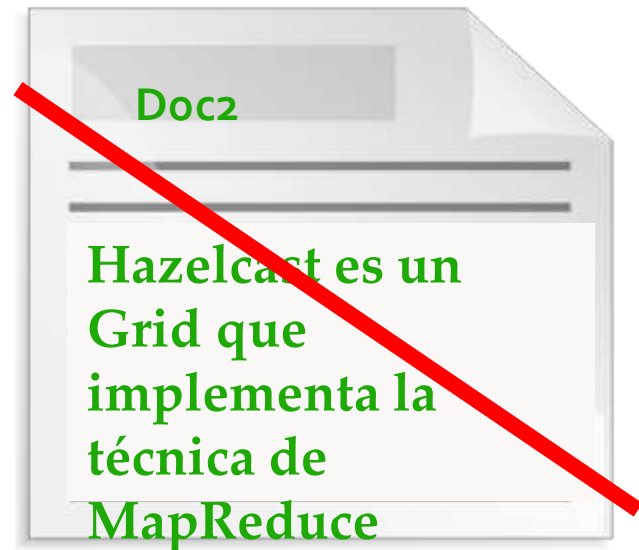 Doc2
Hazelcast es un
Grid que
implementa la
técnica de
MapReduce